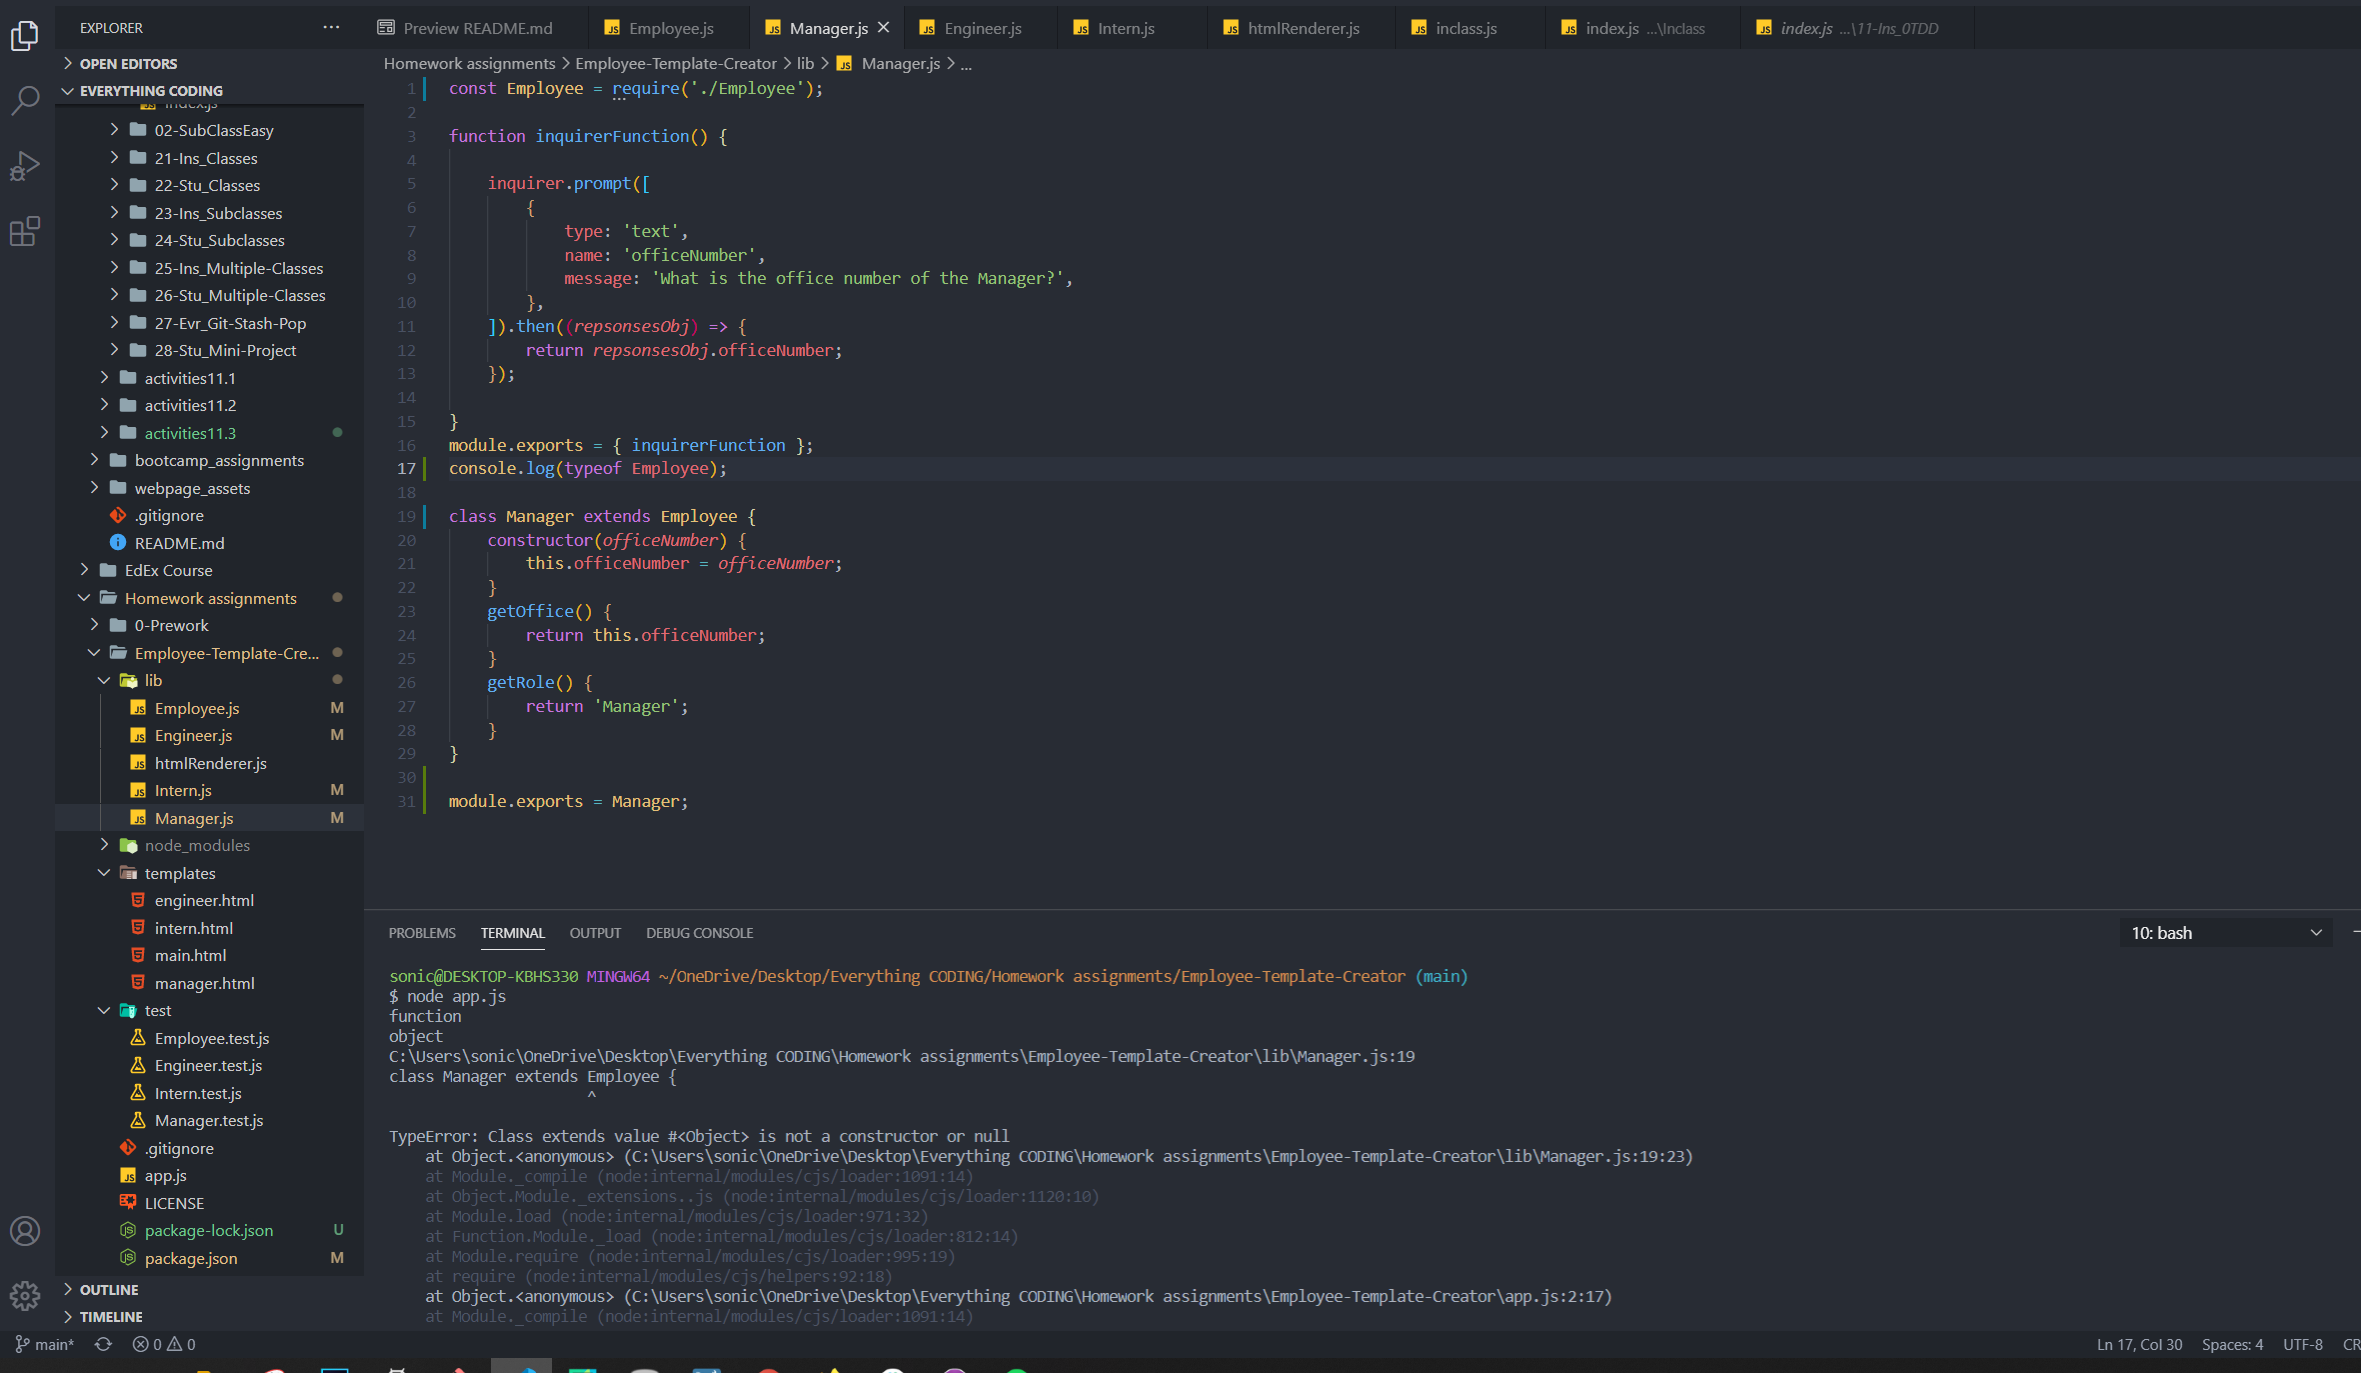 EXPLORER ···
OPEN EDITORS
EVERYTHING CODING
index.js
02-SubClassEasy
21-Ins_Classes
22-Stu_Classes
23-Ins_Subclasses
24-Stu_Subclasses
25-Ins_Multiple-Classes
26-Stu_Multiple-Classes
27-Evr_Git-Stash-Pop
28-Stu_Mini-Project
activities11.1
activities11.2
activities11.3
bootcamp_assignments
webpage_assets
.gitignore
README.md
EdEx Course
Homework assignments
0-Prework
Employee-Template-Cre...
lib
Employee.js M
Engineer.js M
htmlRenderer.js
Intern.js M
Manager.js M
node_modules
templates
engineer.html
intern.html
main.html
manager.html
test
Employee.test.js
Engineer.test.js
Intern.test.js
Manager.test.js
.gitignore
app.js
LICENSE
package-lock.json U
package.json M
OUTLINE
TIMELINE
Preview README.md JS Employee.js JS Manager.js JS Engineer.js JS Intern.js JS htmlRenderer.js JS inclass.js JS index.js ...\Inclass JS index.js ...\11-Ins_0TDD
Homework assignments > Employee-Template-Creator > lib > JS Manager.js > ...
1 const Employee = require('./Employee');
2
3 function inquirerFunction() {
4
5 inquirer.prompt([
6 {
7 type: 'text',
8 name: 'officeNumber',
9 message: 'What is the office number of the Manager?',
10 },
11 ]).then((repsonsesObj) => {
12 return repsonsesObj.officeNumber;
13 });
14
15 }
16 module.exports = { inquirerFunction };
17 console.log(typeof Employee);
18
19 class Manager extends Employee {
20 constructor(officeNumber) {
21 this.officeNumber = officeNumber;
22 }
23 getOffice() {
24 return this.officeNumber;
25 }
26 getRole() {
27 return 'Manager';
28 }
29 }
30
31 module.exports = Manager;
PROBLEMS TERMINAL OUTPUT DEBUG CONSOLE 10: bash
sonic@DESKTOP-KBHS330 MINGW64 ~/OneDrive/Desktop/Everything CODING/Homework assignments/Employee-Template-Creator (main)
$ node app.js
function
object
C:\Users\sonic\OneDrive\Desktop\Everything CODING\Homework assignments\Employee-Template-Creator\lib\Manager.js:19
class Manager extends Employee {
^
TypeError: Class extends value #<Object> is not a constructor or null
at Object.<anonymous> (C:\Users\sonic\OneDrive\Desktop\Everything CODING\Homework assignments\Employee-Template-Creator\lib\Manager.js:19:23)
at Module._compile (node:internal/modules/cjs/loader:1091:14)
at Object.Module._extensions..js (node:internal/modules/cjs/loader:1120:10)
at Module.load (node:internal/modules/cjs/loader:971:32)
at Function.Module._load (node:internal/modules/cjs/loader:812:14)
at Module.require (node:internal/modules/cjs/loader:995:19)
at require (node:internal/modules/cjs/helpers:92:18)
at Object.<anonymous> (C:\Users\sonic\OneDrive\Desktop\Everything CODING\Homework assignments\Employee-Template-Creator\app.js:2:17)
at Module._compile (node:internal/modules/cjs/loader:1091:14)
main* 0 0 Ln 17, Col 30 Spaces: 4 UTF-8 CR